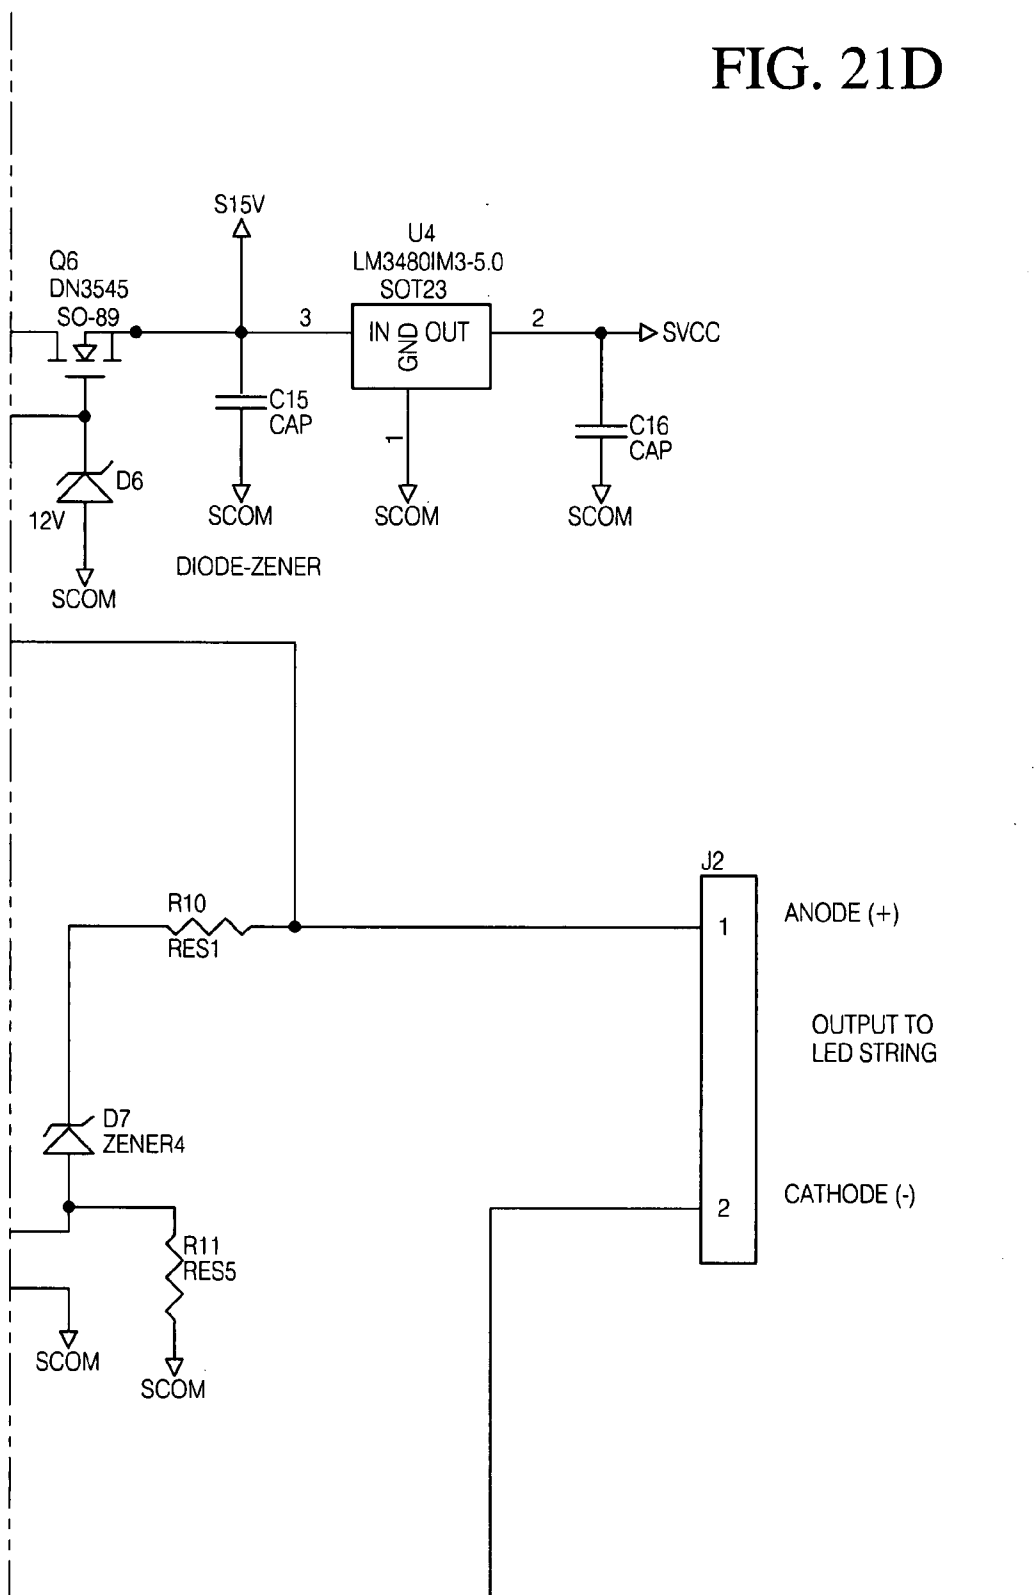 FIG. 21D
S15V
Q6
DN3545
SO-89
U4
LM3480IM3-5.0
SOT23
3
IN
GND
OUT
2
SVCC
1
C15
CAP
C16
CAP
D6
12V
SCOM
SCOM
SCOM
SCOM
DIODE-ZENER
R10
RES1
J2
1
ANODE (+)
OUTPUT TO
LED STRING
D7
ZENER4
2
CATHODE (-)
R11
RES5
SCOM
SCOM